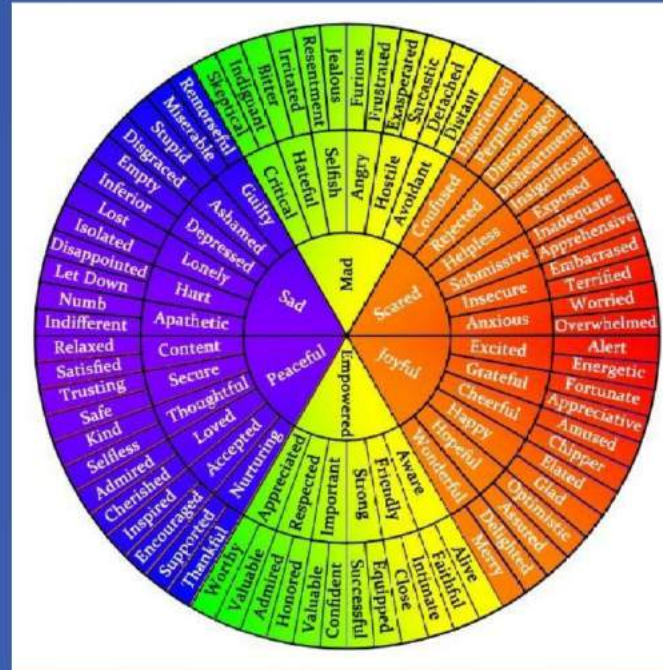 Mad
Scared
Joyful
Empowered
Peaceful
Sad
Critical
Hateful
Selfish
Angry
Hostile
Avoidant
Confused
Rejected
Helpless
Submissive
Insecure
Anxious
Excited
Grateful
Cheerful
Happy
Hopeful
Wonderful
Aware
Friendly
Strong
Important
Respected
Appreciated
Nurturing
Accepted
Loved
Thoughtful
Secure
Content
Apathetic
Hurt
Lonely
Depressed
Ashamed
Guilty
Skeptical
Indignant
Bitter
Irritated
Resentment
Jealous
Furious
Frustrated
Exasperated
Sarcastic
Detached
Distant
Disoriented
Perplexed
Discouraged
Disheartment
Insignificant
Exposed
Inadequate
Apprehensive
Embarrased
Terrified
Worried
Overwhelmed
Alert
Energetic
Fortunate
Appreciative
Amused
Chipper
Elated
Glad
Optimistic
Assured
Delighted
Merry
Alive
Faithful
Intimate
Close
Equipped
Successful
Confident
Valuable
Honored
Admired
Valuable
Worthy
Thankful
Supported
Encouraged
Inspired
Cherished
Admired
Selfless
Kind
Safe
Trusting
Satisfied
Relaxed
Indifferent
Numb
Let Down
Disappointed
Isolated
Lost
Inferior
Empty
Disgraced
Stupid
Miserable
Remorseful